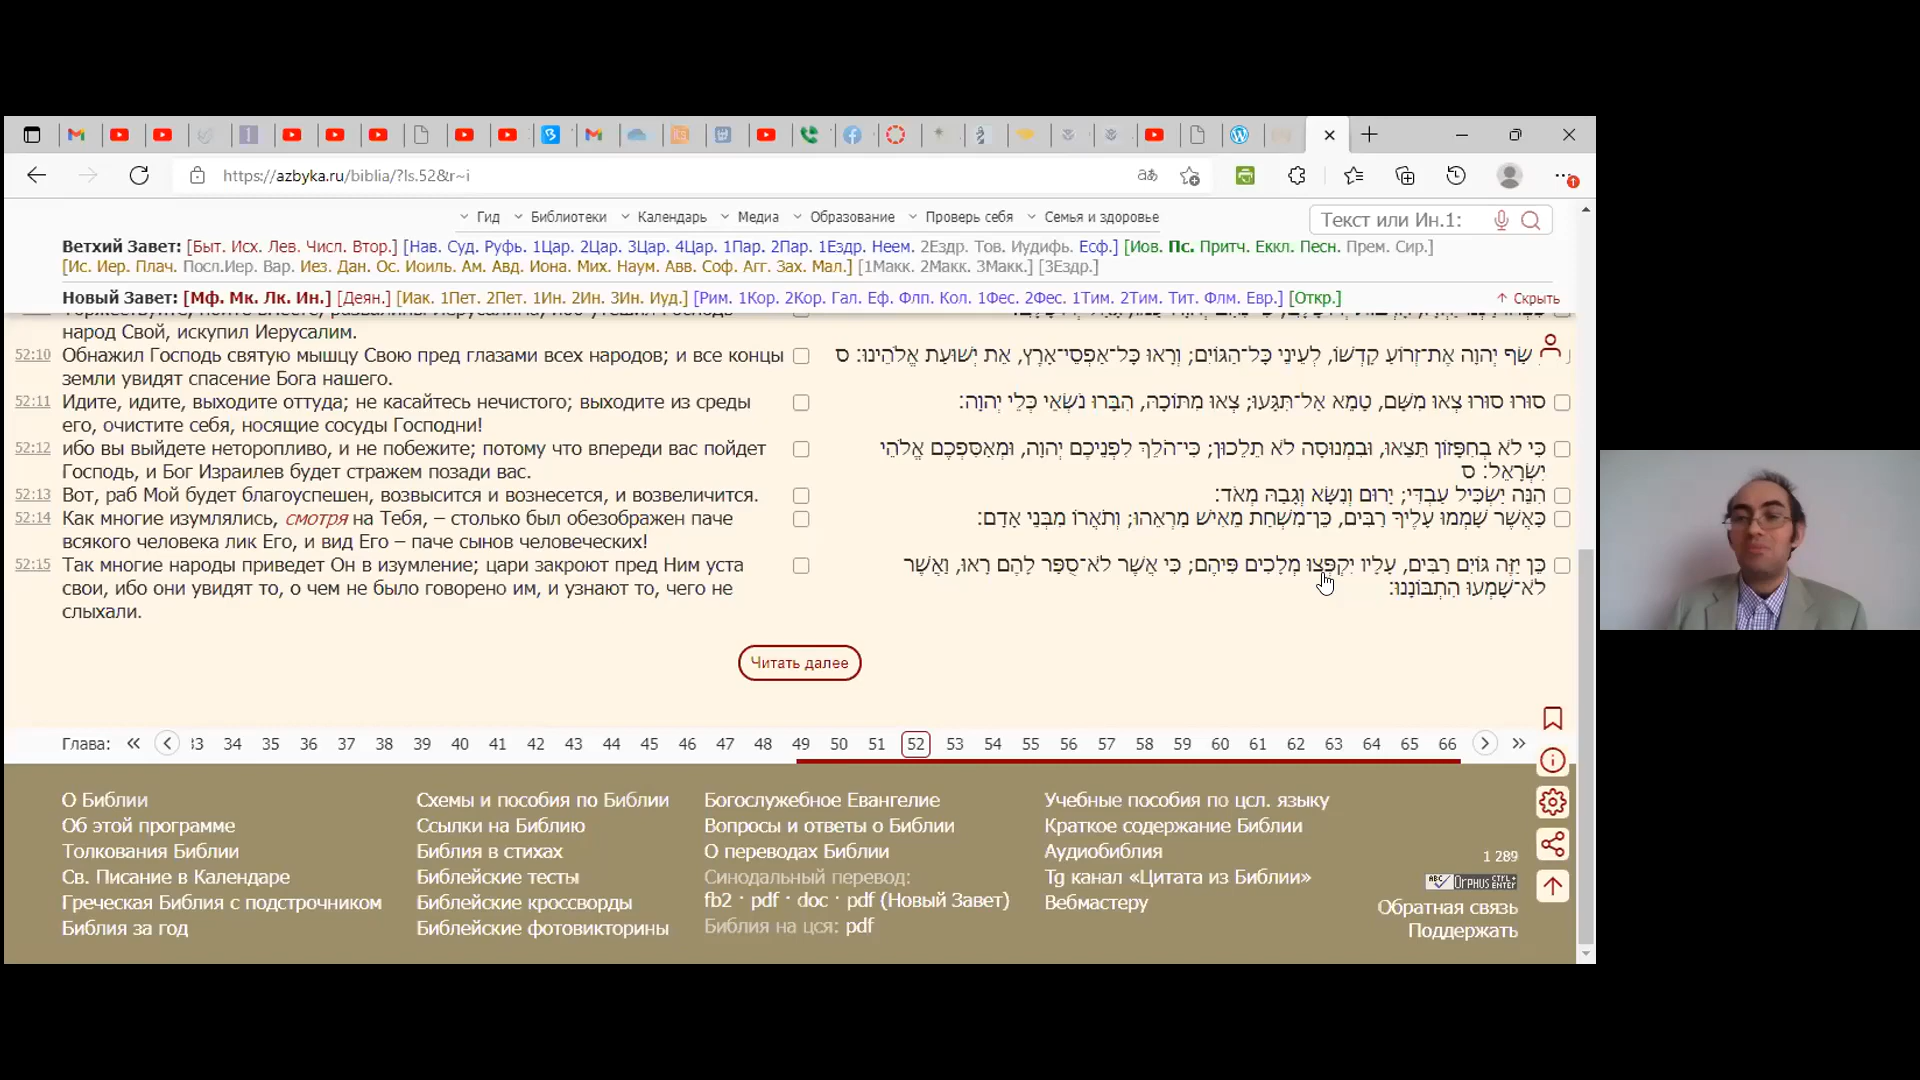 https://azbyka.ru/biblia/?Is.52&r~i
Гид Библиотеки Календарь Медиа Образование Проверь себя Семья и здоровье
Текст или Ин.1:
Ветхий Завет: [Быт. Исх. Лев. Числ. Втор.] [Нав. Суд. Руфь. 1Цар. 2Цар. 3Цар. 4Цар. 1Пар. 2Пар. 1Ездр. Неем. 2Ездр. Тов. Иудифь. Есф.] [Иов. Пс. Притч. Еккл. Песн. Прем. Сир.]
[Ис. Иер. Плач. Посл.Иер. Вар. Иез. Дан. Ос. Иоиль. Ам. Авд. Иона. Мих. Наум. Авв. Соф. Агг. Зах. Мал.] [1Макк. 2Макк. 3Макк.] [3Ездр.]
Новый Завет: [Мф. Мк. Лк. Ин.] [Деян.] [Иак. 1Пет. 2Пет. 1Ин. 2Ин. 3Ин. Иуд.] [Рим. 1Кор. 2Кор. Гал. Еф. Флп. Кол. 1Фес. 2Фес. 1Тим. 2Тим. Тит. Флм. Евр.] [Откр.]
↑ Скрыть
народ Свой, искупил Иерусалим.
52:10 Обнажил Господь святую мышцу Свою пред глазами всех народов; и все концы
земли увидят спасение Бога нашего.
שַׂף יְהוָה אֶת־זְרוֹעַ קָדְשׁוֹ, לְעֵינֵי כָּל־הַגּוֹיִם; וְרָאוּ כָּל־אַפְסֵי־אָרֶץ, אֵת יְשׁוּעַת אֱלֹהֵינוּ: ס
52:11 Идите, идите, выходите оттуда; не касайтесь нечистого; выходите из среды
его, очистите себя, носящие сосуды Господни!
סוּרוּ סוּרוּ צְאוּ מִשָּׁם, טָמֵא אַל־תִּגָּעוּ; צְאוּ מִתּוֹכָהּ, הִבָּרוּ נֹשְׂאֵי כְּלֵי יְהוָה:
52:12 ибо вы выйдете неторопливо, и не побежите; потому что впереди вас пойдет
Господь, и Бог Израилев будет стражем позади вас.
כִּי לֹא בְחִפָּזוֹן תֵּצֵאוּ, וּבִמְנוּסָה לֹא תֵלֵכוּן; כִּי־הֹלֵךְ לִפְנֵיכֶם יְהוָה, וּמְאַסִּפְכֶם אֱלֹהֵי
יִשְׂרָאֵל: ס
52:13 Вот, раб Мой будет благоуспешен, возвысится и вознесется, и возвеличится.
הִנֵּה יַשְׂכִּיל עַבְדִּי; יָרוּם וְנִשָּׂא וְגָבַהּ מְאֹד:
52:14 Как многие изумлялись, смотря на Тебя, – столько был обезображен паче
всякого человека лик Его, и вид Его – паче сынов человеческих!
כַּאֲשֶׁר שָׁמְמוּ עָלֶיךָ רַבִּים, כֵּן־מִשְׁחַת מֵאִישׁ מַרְאֵהוּ; וְתֹאֲרוֹ מִבְּנֵי אָדָם:
52:15 Так многие народы приведет Он в изумление; цари закроют пред Ним уста
свои, ибо они увидят то, о чем не было говорено им, и узнают то, чего не
слыхали.
כֵּן יַזֶּה גּוֹיִם רַבִּים, עָלָיו יִקְפְּצוּ מְלָכִים פִּיהֶם; כִּי אֲשֶׁר לֹא־סֻפַּר לָהֶם רָאוּ, וַאֲשֶׁר
לֹא־שָׁמְעוּ הִתְבּוֹנָנוּ:
Читать далее
Глава: « 33 34 35 36 37 38 39 40 41 42 43 44 45 46 47 48 49 50 51 52 53 54 55 56 57 58 59 60 61 62 63 64 65 66 »
О Библии
Об этой программе
Толкования Библии
Св. Писание в Календаре
Греческая Библия с подстрочником
Библия за год
Схемы и пособия по Библии
Ссылки на Библию
Библия в стихах
Библейские тесты
Библейские кроссворды
Библейские фотовикторины
Богослужебное Евангелие
Вопросы и ответы о Библии
О переводах Библии
Синодальный перевод:
fb2 · pdf · doc · pdf (Новый Завет)
Библия на цся: pdf
Учебные пособия по цсл. языку
Краткое содержание Библии
Аудиобиблия
Tg канал «Цитата из Библии»
Вебмастеру
1 289
ORPHUS CTRL+ ENTER
Обратная связь
Поддержать